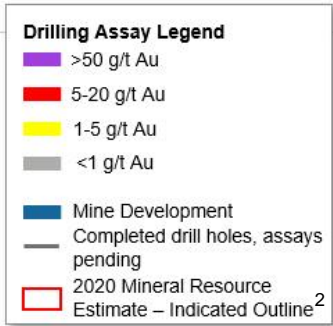 Drilling Assay Legend
>50 g/t Au
5-20 g/t Au
1-5 g/t Au
<1 g/t Au
Mine Development
Completed drill holes, assays
pending
2020 Mineral Resource
Estimate – Indicated Outline2